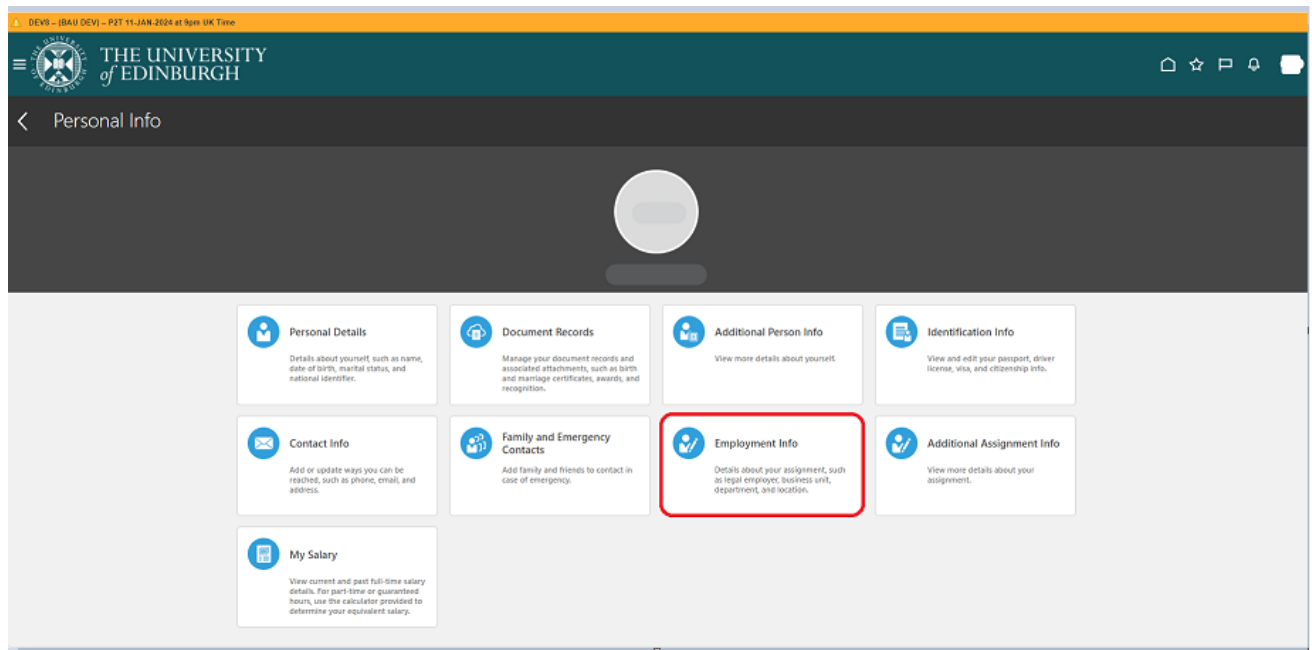 DEV8 – (BAU DEV) – P2T 11-JAN-2024 at 9pm UK Time
THE UNIVERSITY
of EDINBURGH
Personal Info
Personal Details
Details about yourself, such as name,
date of birth, marital status, and
national identifier.
Document Records
Manage your document records and
associated attachments, such as birth
and marriage certificates, awards, and
recognition.
Additional Person Info
View more details about yourself.
Identification Info
View and edit your passport, driver
license, visa, and citizenship info.
Contact Info
Add or update ways you can be
reached, such as phone, email, and
address.
Family and Emergency
Contacts
Add family and friends to contact in
case of emergency.
Employment Info
Details about your assignment, such
as legal employer, business unit,
department, and location.
Additional Assignment Info
View more details about your
assignment.
My Salary
View current and past full-time salary
details. For part-time or guaranteed
hours, use the calculator provided to
determine your equivalent salary.